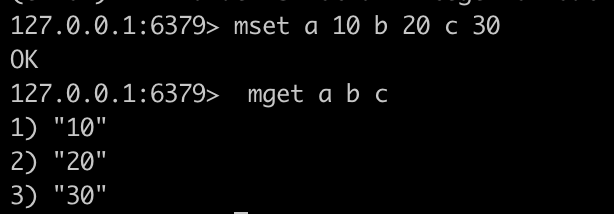 127.0.0.1:6379> mset a 10 b 20 c 30
OK
127.0.0.1:6379>  mget a b c
1) "10"
2) "20"
3) "30"